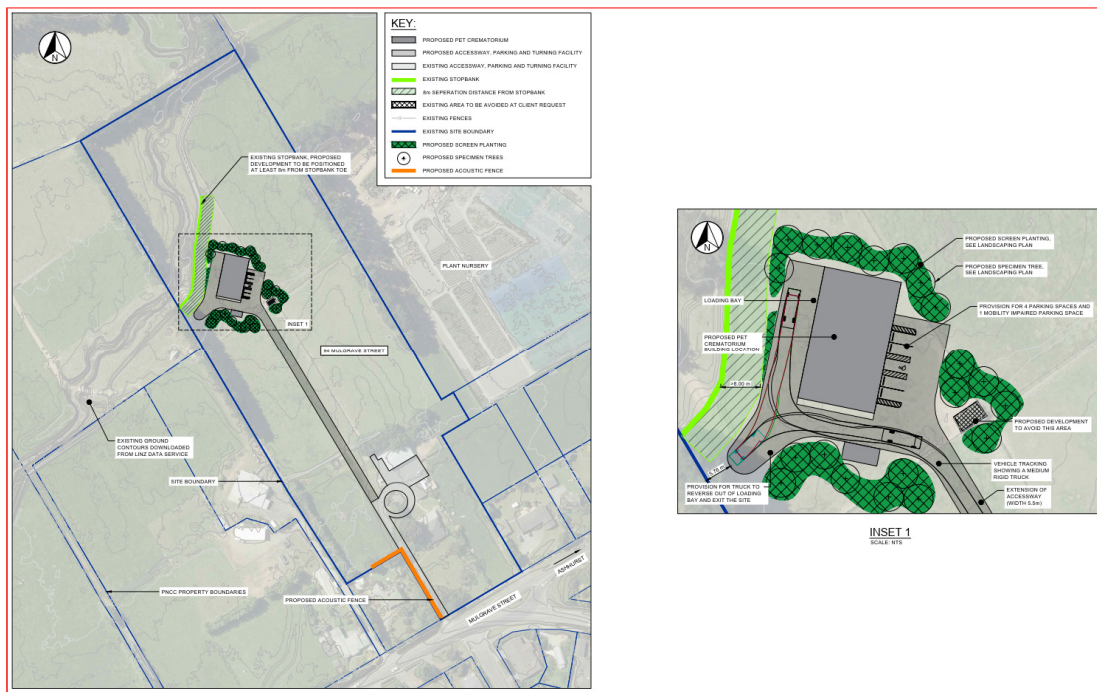 KEY:
PROPOSED PET CREMATORIUM
PROPOSED ACCESSWAY, PARKING AND TURNING FACILITY
EXISTING ACCESSWAY, PARKING AND TURNING FACILITY
EXISTING STOPBANK
8m SEPERATION DISTANCE FROM STOPBANK
EXISTING AREA TO BE AVOIDED AT CLIENT REQUEST
EXISTING FENCES
EXISTING SITE BOUNDARY
PROPOSED SCREEN PLANTING
PROPOSED SPECIMEN TREES
PROPOSED ACOUSTIC FENCE
N
EXISTING STOPBANK, PROPOSED
DEVELOPMENT TO BE POSITIONED
AT LEAST 8m FROM STOPBANK TOE
PLANT NURSERY
INSET 1
94 MULGRAVE STREET
EXISTING GROUND
CONTOURS DOWNLOADED
FROM LINZ DATA SERVICE
SITE BOUNDARY
PNCC PROPERTY BOUNDARIES
PROPOSED ACOUSTIC FENCE
MULGRAVE STREET
ASHHURST
N
PROPOSED SCREEN PLANTING,
SEE LANDSCAPING PLAN
PROPOSED SPECIMEN TREE,
SEE LANDSCAPING PLAN
LOADING BAY
PROVISION FOR 4 PARKING SPACES AND
1 MOBILITY IMPAIRED PARKING SPACE
PROPOSED PET
CREMATORIUM
BUILDING LOCATION
>8.00 m
PROPOSED DEVELOPMENT
TO AVOID THIS AREA
VEHICLE TRACKING
SHOWING A MEDIUM
RIGID TRUCK
PROVISION FOR TRUCK TO
REVERSE OUT OF LOADING
BAY AND EXIT THE SITE
EXTENSION OF
ACCESSWAY
(WIDTH 5.5m)
INSET 1
SCALE: NTS